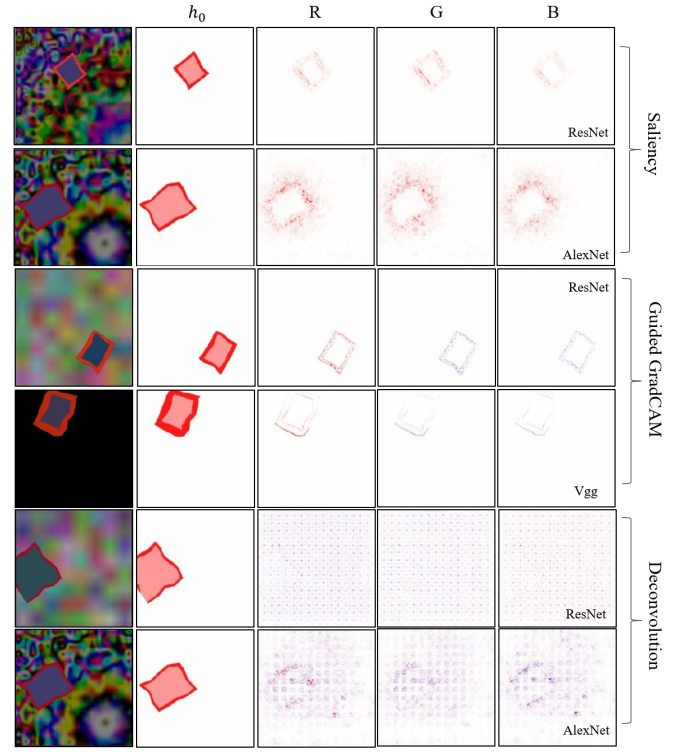 h₀ R G B
ResNet
Saliency
AlexNet
ResNet
Guided GradCAM
Vgg
ResNet
Deconvolution
AlexNet